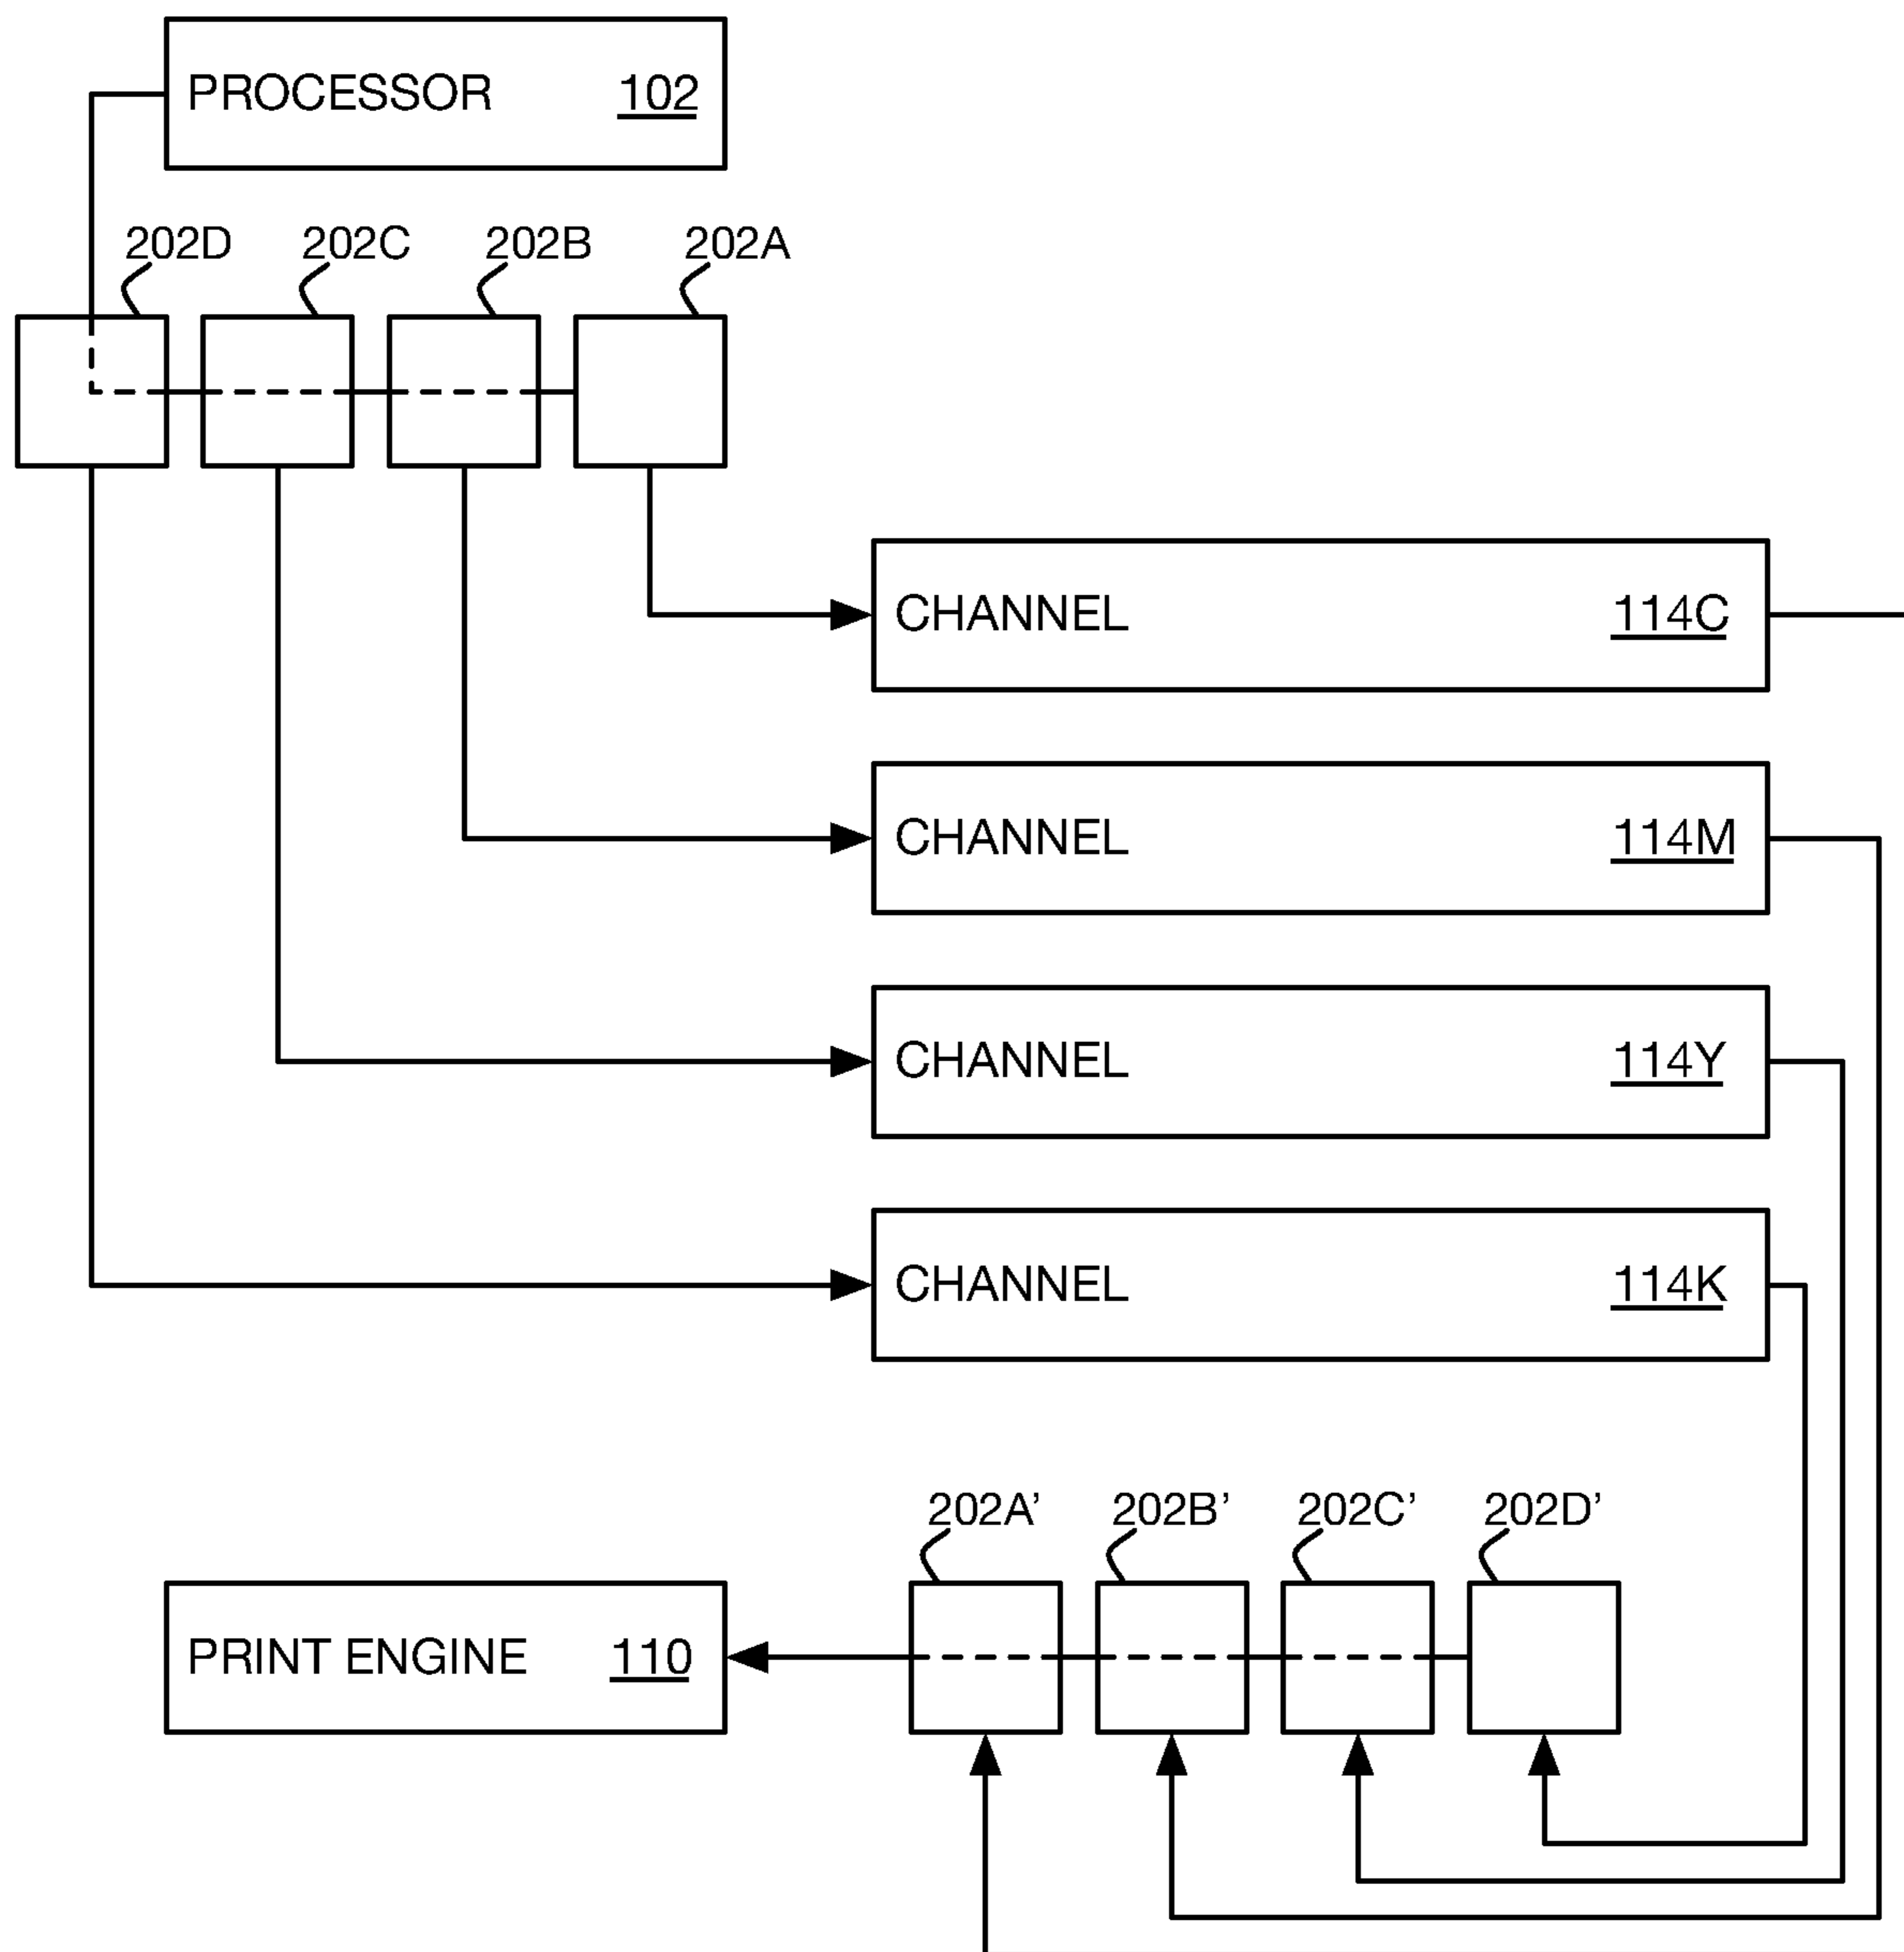 PROCESSOR 102
202D 202C 202B 202A
CHANNEL 114C
CHANNEL 114M
CHANNEL 114Y
CHANNEL 114K
202A' 202B' 202C' 202D'
PRINT ENGINE 110